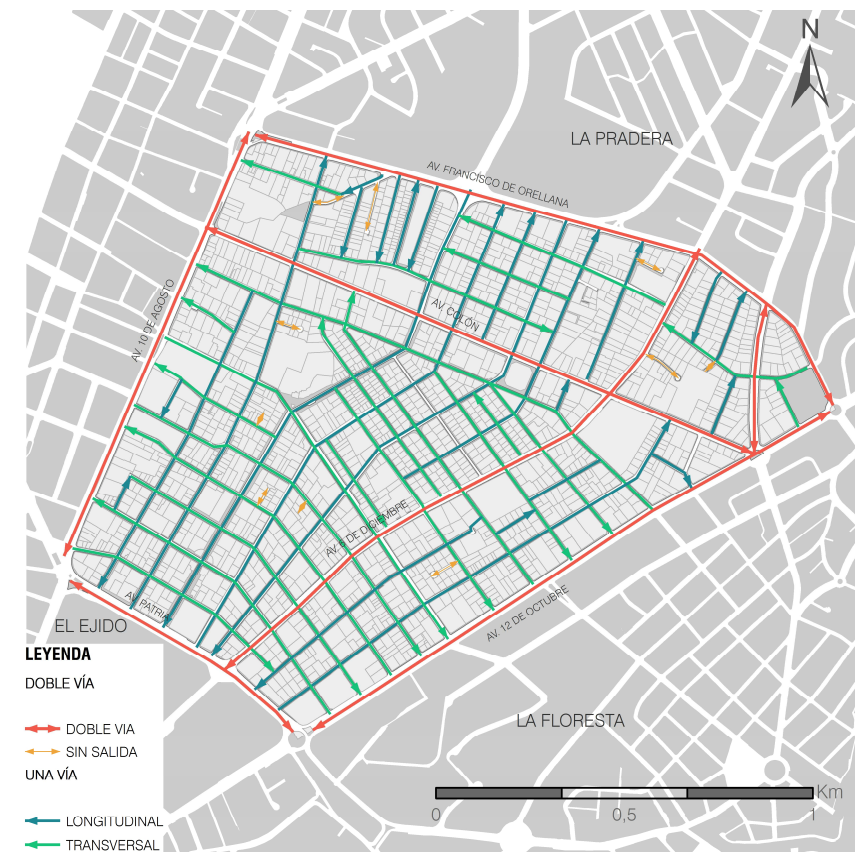 N
LA PRADERA
AV. FRANCISCO DE ORELLANA
AV. COLÓN
AV. 10 DE AGOSTO
AV. 6 DE DICIEMBRE
AV. PATRIA
AV. 12 DE OCTUBRE
EL EJIDO
LA FLORESTA
LEYENDA
DOBLE VÍA
DOBLE VIA
SIN SALIDA
UNA VÍA
LONGITUDINAL
TRANSVERSAL
Km
0 0,5 1